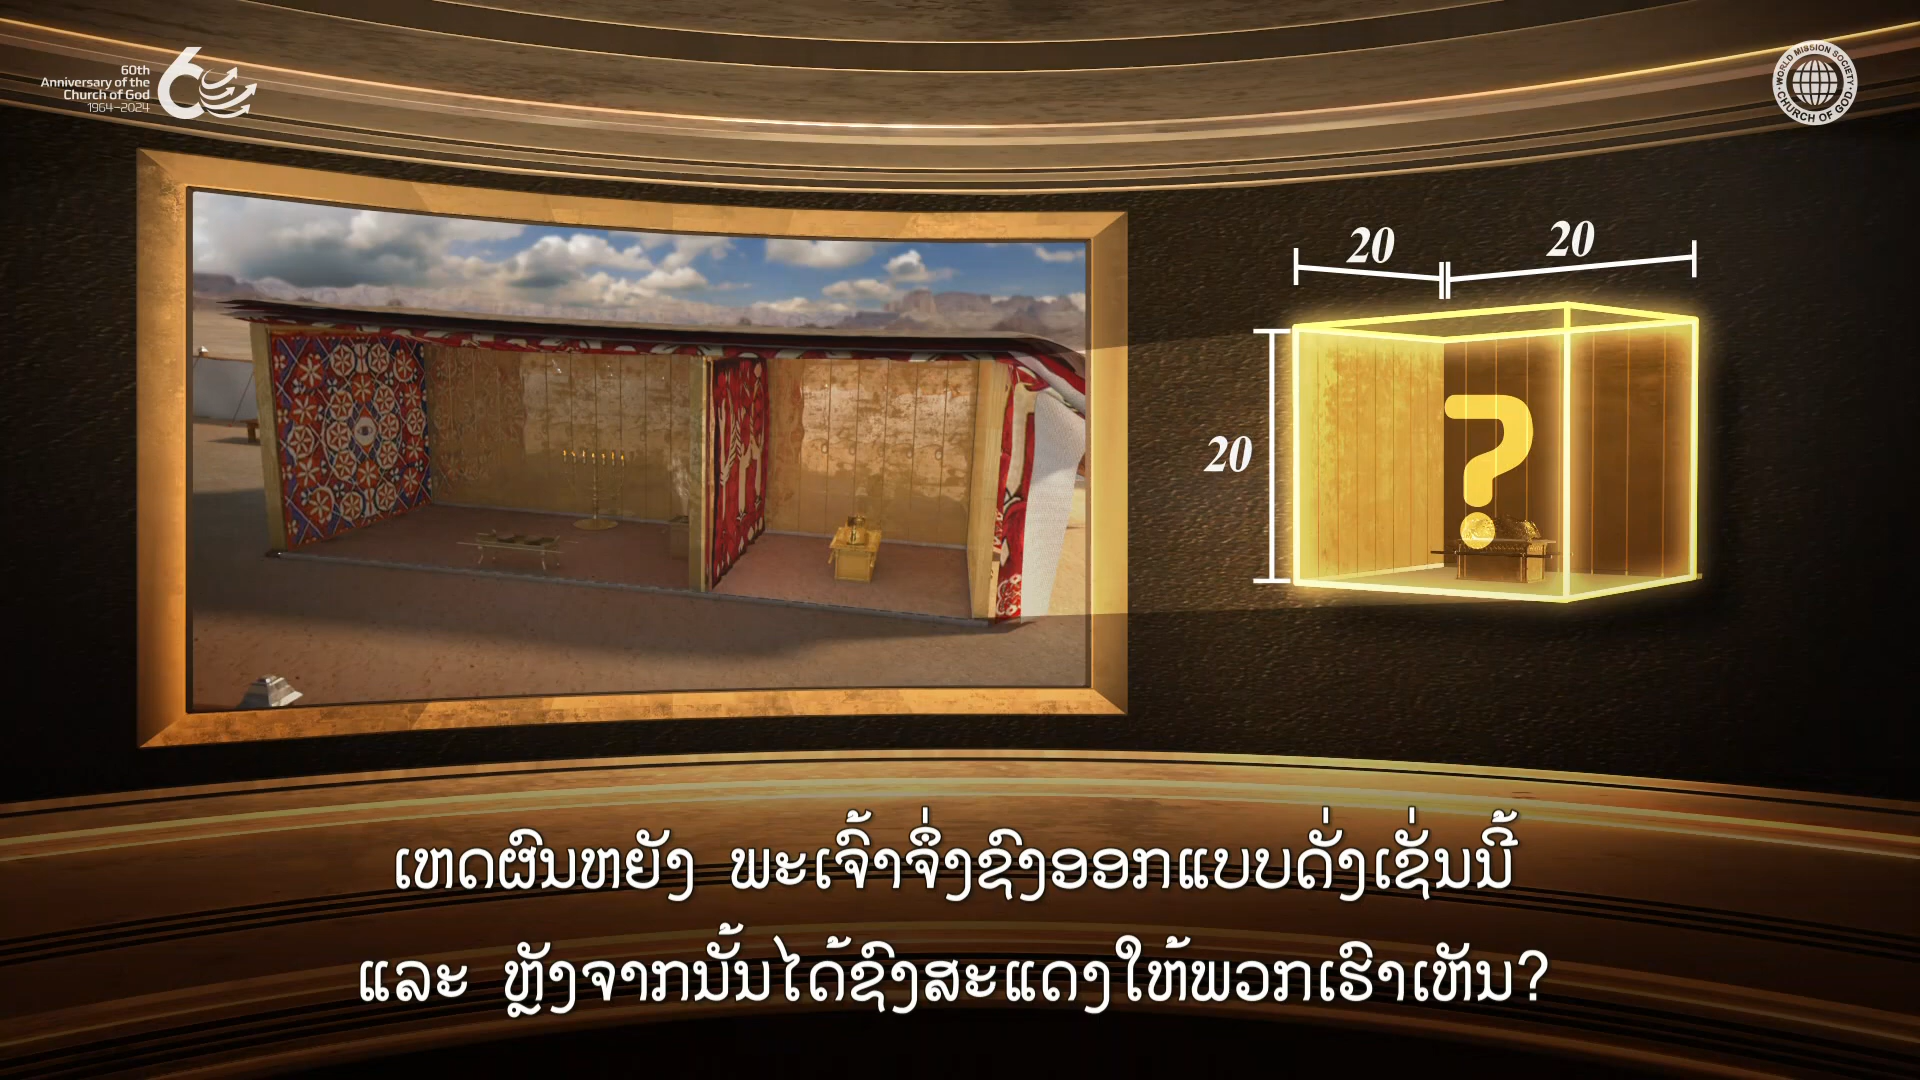 60th
Anniversary of the
Church of God
1964–2024
60
WORLD MISSION SOCIETY
CHURCH OF GOD
20
20
20
?
ເຫດຜົນຫຍັງ ພະເຈົ້າຈຶ່ງຊົງອອກແບບດັ່ງເຊັ່ນນີ້
ແລະ ຫຼັງຈາກນັ້ນໄດ້ຊົງສະແດງໃຫ້ພວກເຮົາເຫັນ?